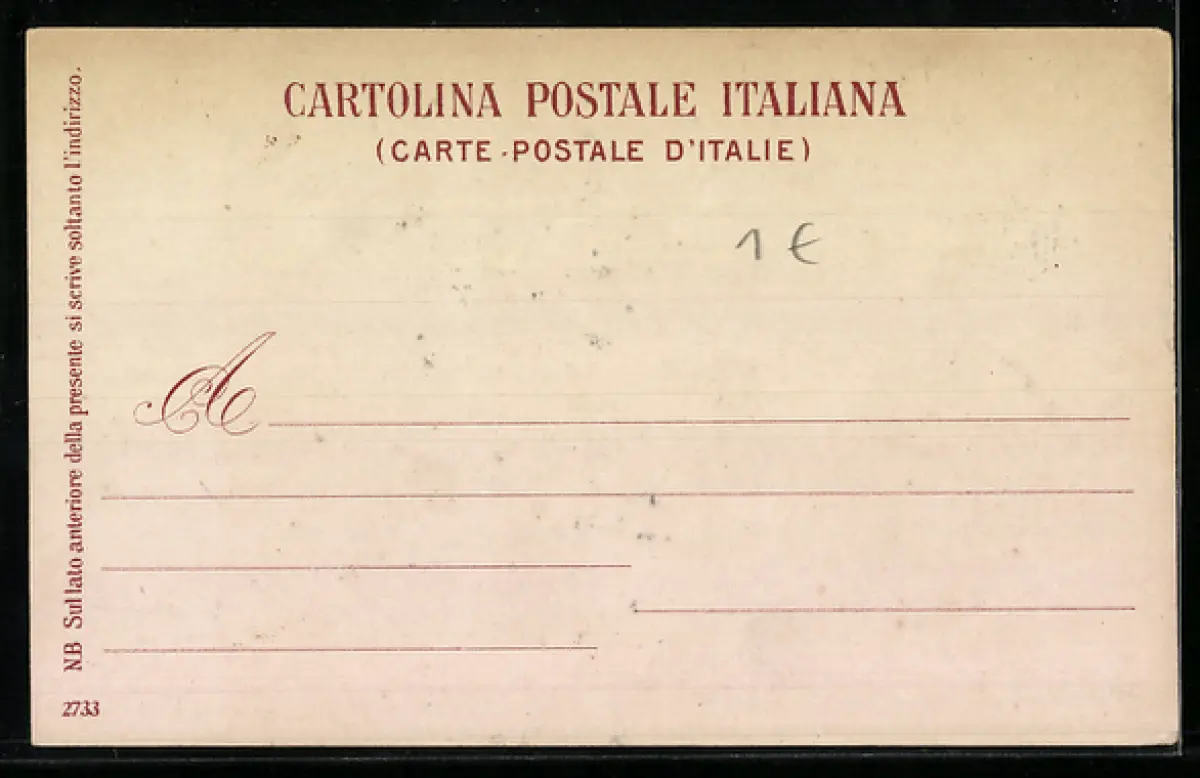 CARTOLINA POSTALE ITALIANA
(CARTE-POSTALE D'ITALIE)
1 €
A
NB Sul lato anteriore della presente si scrive soltanto l'indirizzo.
2733